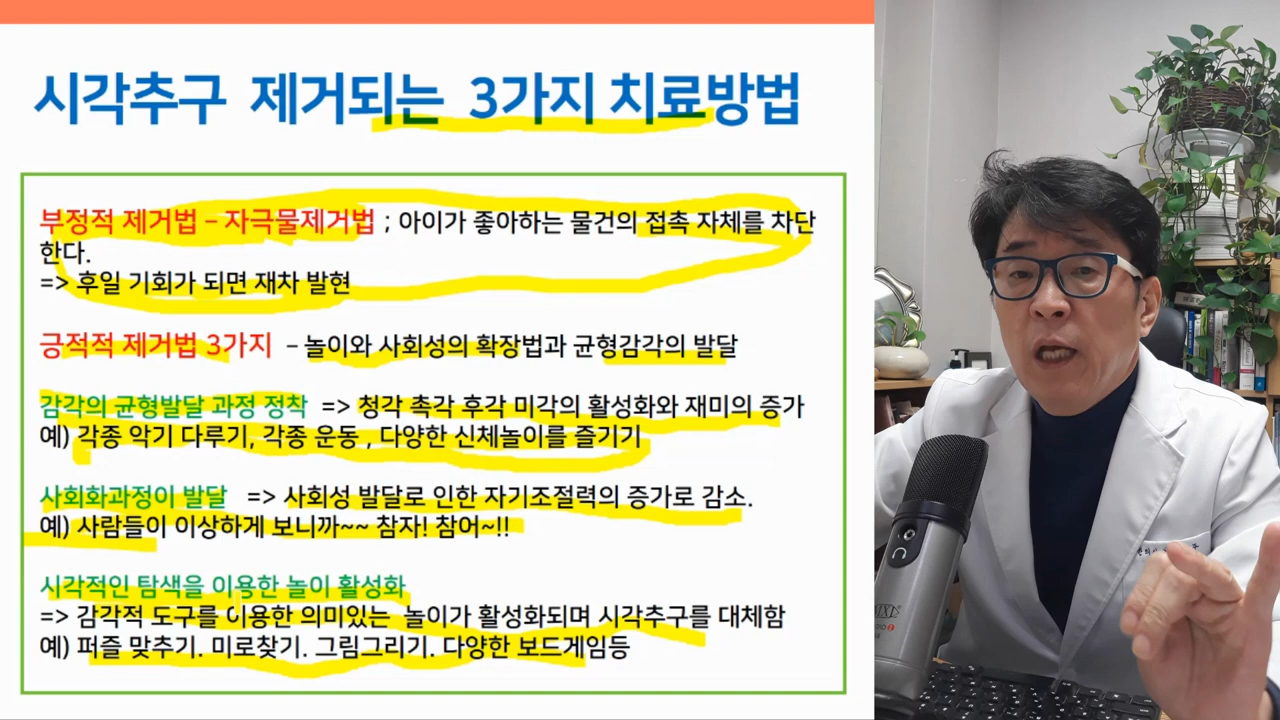 시각추구 제거되는 3가지 치료방법
부정적 제거법 – 자극물제거법 ; 아이가 좋아하는 물건의 접촉 자체를 차단
한다.
=> 후일 기회가 되면 재차 발현
긍적적 제거법 3가지 – 놀이와 사회성의 확장법과 균형감각의 발달
감각의 균형발달 과정 정착 => 청각 촉각 후각 미각의 활성화와 재미의 증가
예) 각종 악기 다루기, 각종 운동 , 다양한 신체놀이를 즐기기
사회화과정이 발달 => 사회성 발달로 인한 자기조절력의 증가로 감소.
예) 사람들이 이상하게 보니까~~ 참자! 참어~!!
시각적인 탐색을 이용한 놀이 활성화
=> 감각적 도구를 이용한 의미있는 놀이가 활성화되며 시각추구를 대체함
예) 퍼즐 맞추기. 미로찾기. 그림그리기. 다양한 보드게임등
MXL